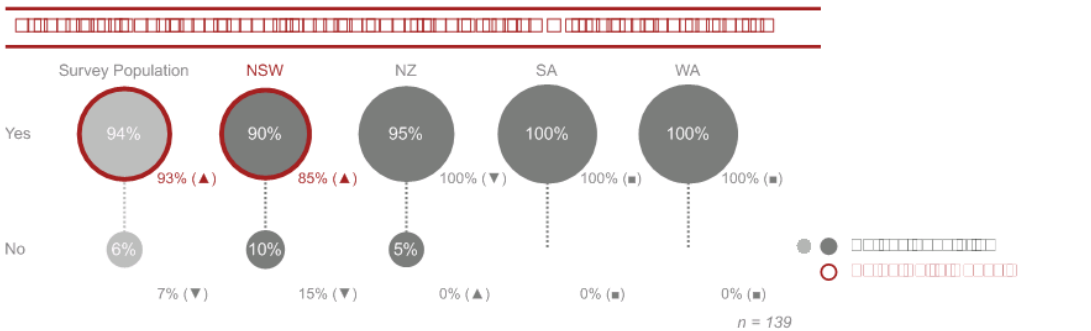 Survey Population NSW NZ SA WA
Yes 94% 90% 95% 100% 100%
93% (▲) 85% (▲) 100% (▼) 100% (■) 100% (■)
No 6% 10% 5%
7% (▼) 15% (▼) 0% (▲) 0% (■) 0% (■)
n = 139